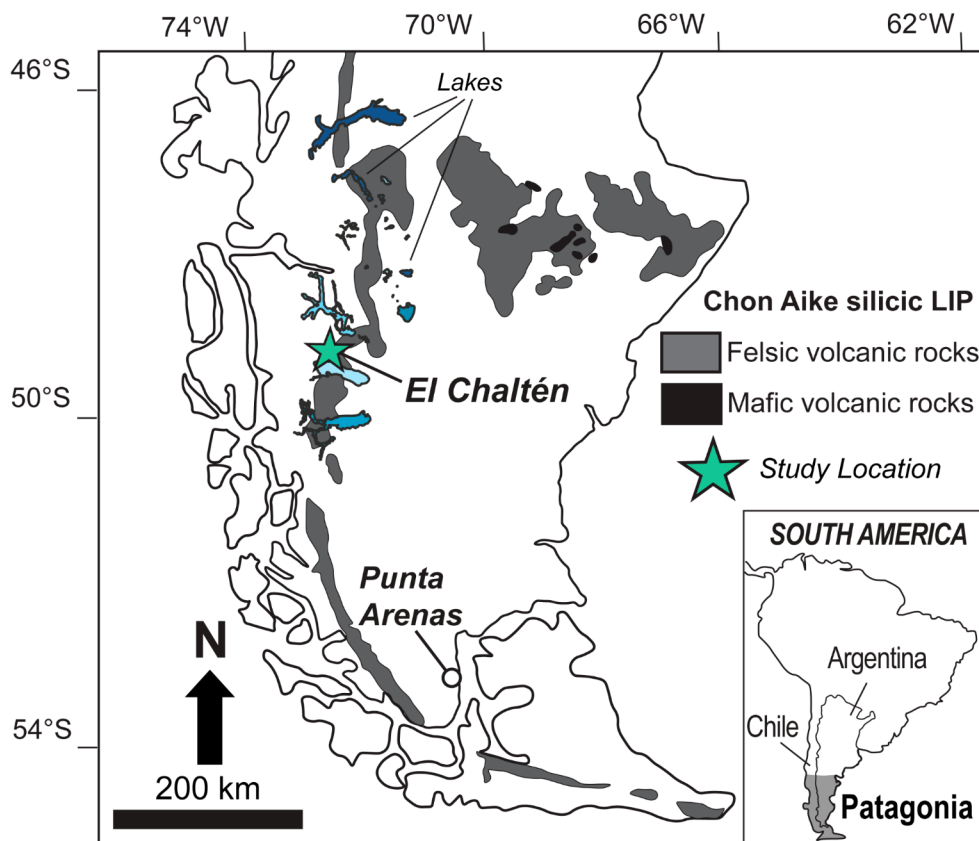 74°W
70°W
66°W
62°W
46°S
Lakes
Chon Aike silicic LIP
Felsic volcanic rocks
50°S
El Chaltén
Mafic volcanic rocks
Study Location
SOUTH AMERICA
Punta
Arenas
N
Argentina
54°S
Chile
200 km
Patagonia